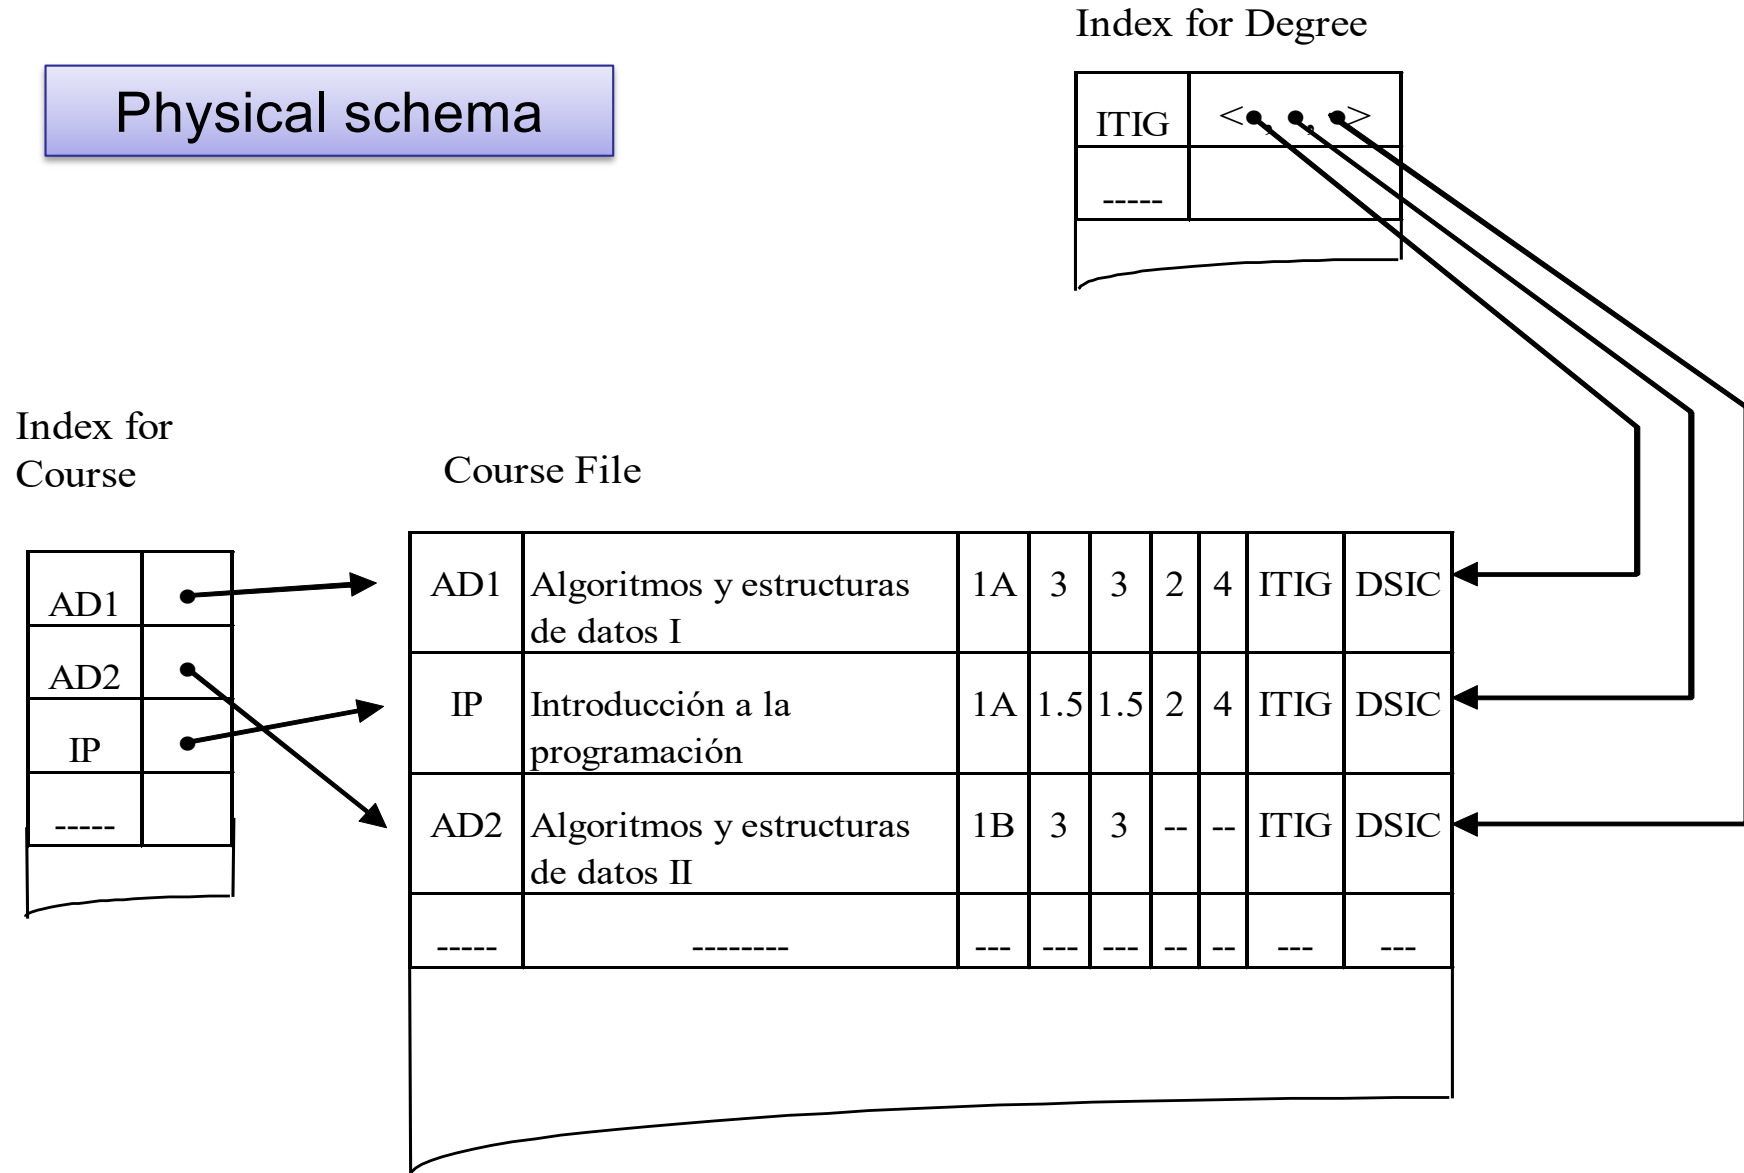 Index for Degree
Physical schema
ITIG <•, •, •>
-----
Index for
Course
Course File
AD1
AD2
IP
-----
AD1 Algoritmos y estructuras de datos I 1A 3 3 2 4 ITIG DSIC
IP Introducción a la programación 1A 1.5 1.5 2 4 ITIG DSIC
AD2 Algoritmos y estructuras de datos II 1B 3 3 -- -- ITIG DSIC
----- -------- --- --- --- -- -- --- ---